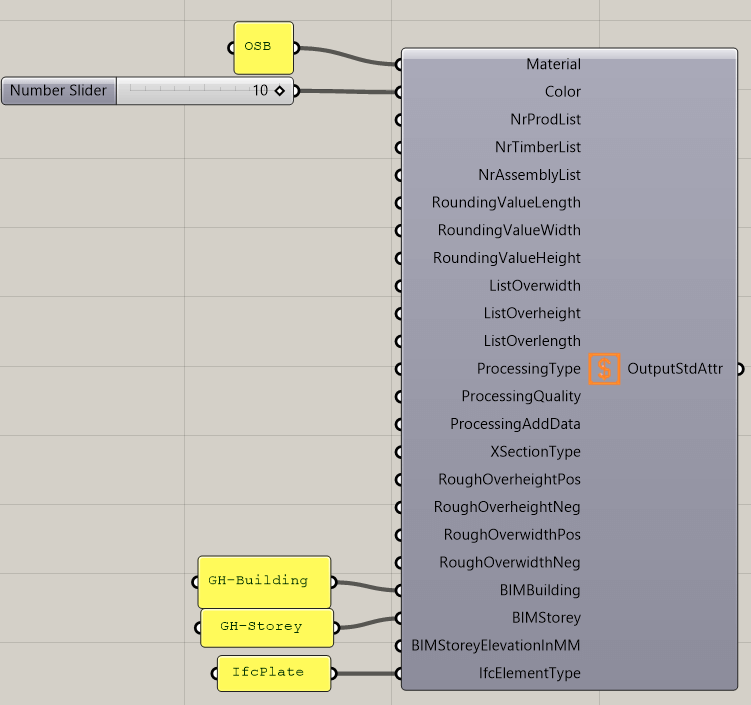 OSB
Number Slider 10
Material
Color
NrProdList
NrTimberList
NrAssemblyList
RoundingValueLength
RoundingValueWidth
RoundingValueHeight
ListOverwidth
ListOverheight
ListOverlength
ProcessingType
$ OutputStdAttr
ProcessingQuality
ProcessingAddData
XSectionType
RoughOverheightPos
RoughOverheightNeg
RoughOverwidthPos
RoughOverwidthNeg
GH-Building
BIMBuilding
GH-Storey
BIMStorey
BIMStoreyElevationInMM
IfcPlate
IfcElementType